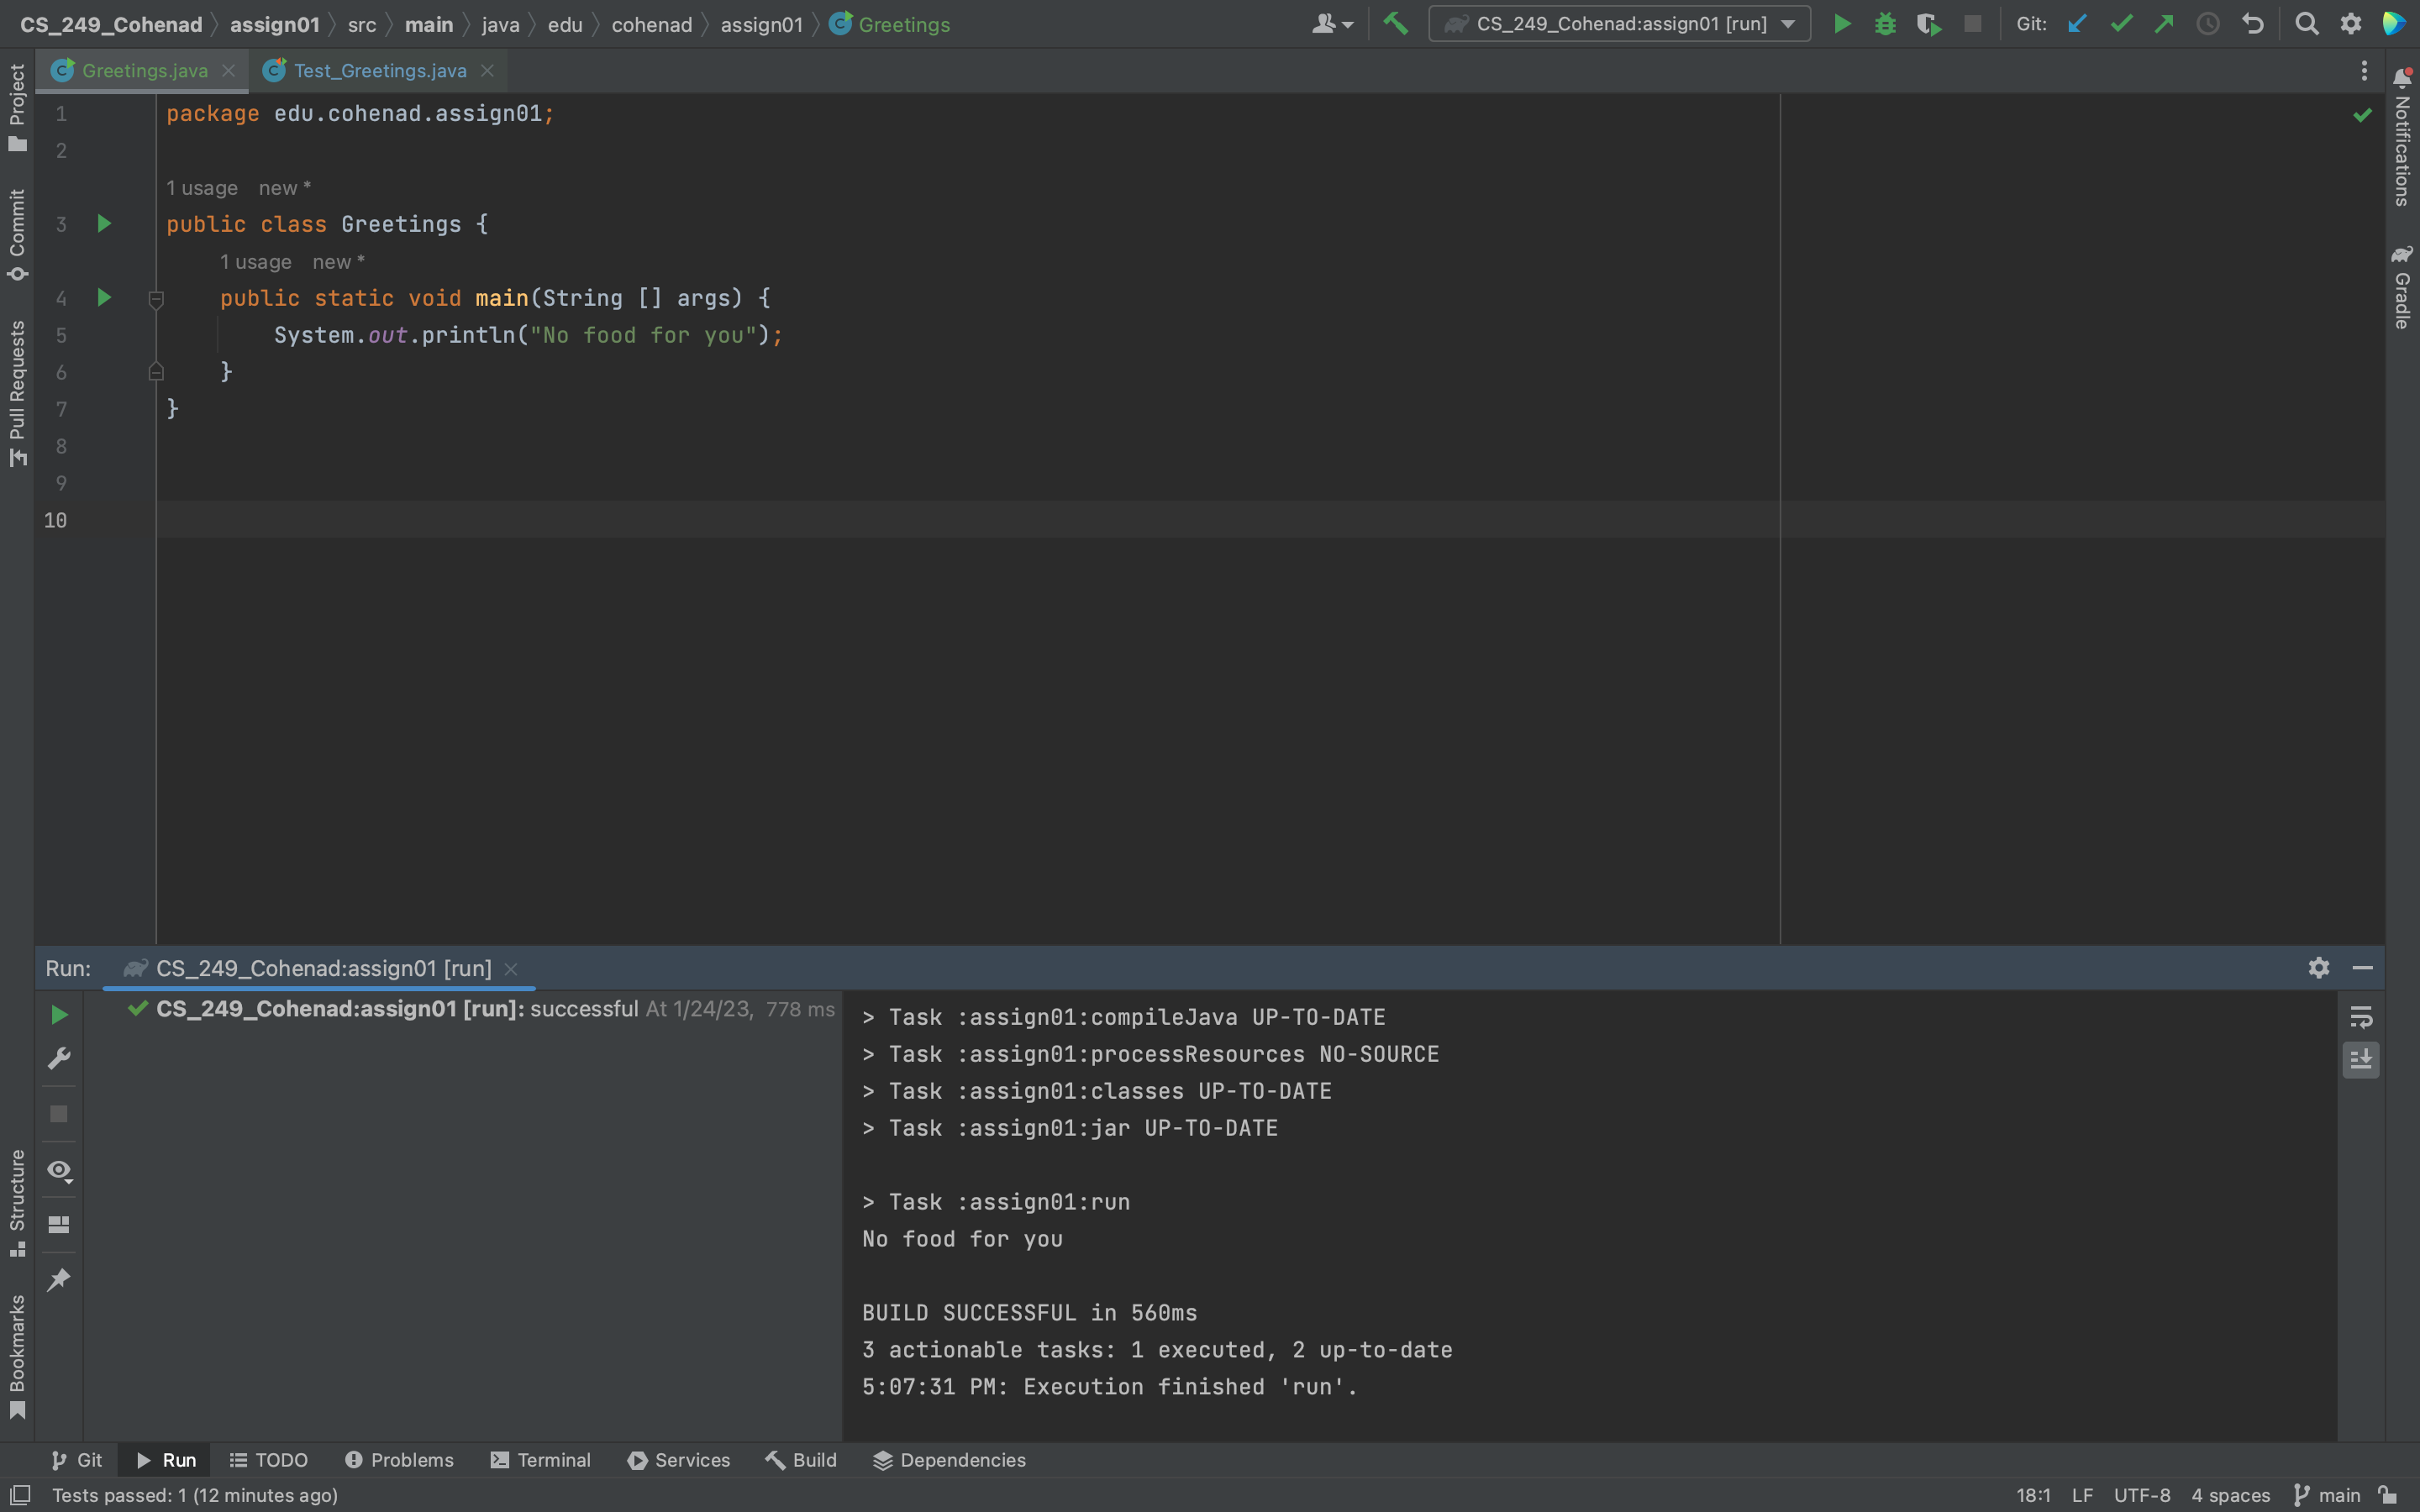 CS_249_Cohenad assign01 src main java edu cohenad assign01 Greetings CS_249_Cohenad:assign01 [run] Git:
Greetings.java Test_Greetings.java
Project
Commit
Pull Requests
Structure
Bookmarks
Notifications
Gradle
1 package edu.cohenad.assign01;
2
1 usage new *
3 public class Greetings {
1 usage new *
4 public static void main(String [] args) {
5 System.out.println("No food for you");
6 }
7 }
8
9
10
Run: CS_249_Cohenad:assign01 [run]
CS_249_Cohenad:assign01 [run]: successful At 1/24/23, 778 ms
> Task :assign01:compileJava UP-TO-DATE
> Task :assign01:processResources NO-SOURCE
> Task :assign01:classes UP-TO-DATE
> Task :assign01:jar UP-TO-DATE
> Task :assign01:run
No food for you
BUILD SUCCESSFUL in 560ms
3 actionable tasks: 1 executed, 2 up-to-date
5:07:31 PM: Execution finished 'run'.
Git Run TODO Problems Terminal Services Build Dependencies
Tests passed: 1 (12 minutes ago) 18:1 LF UTF-8 4 spaces main